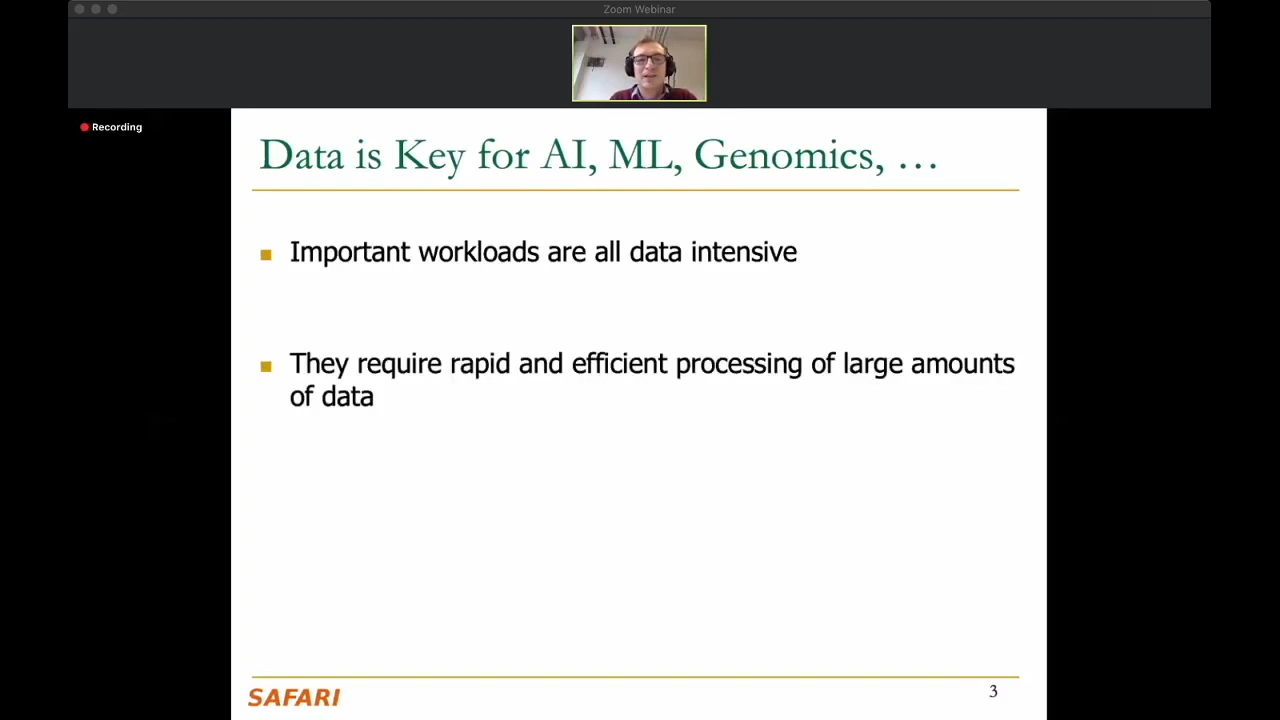 Zoom Webinar
Recording
Data is Key for AI, ML, Genomics, …
Important workloads are all data intensive
They require rapid and efficient processing of large amounts
of data
SAFARI
3